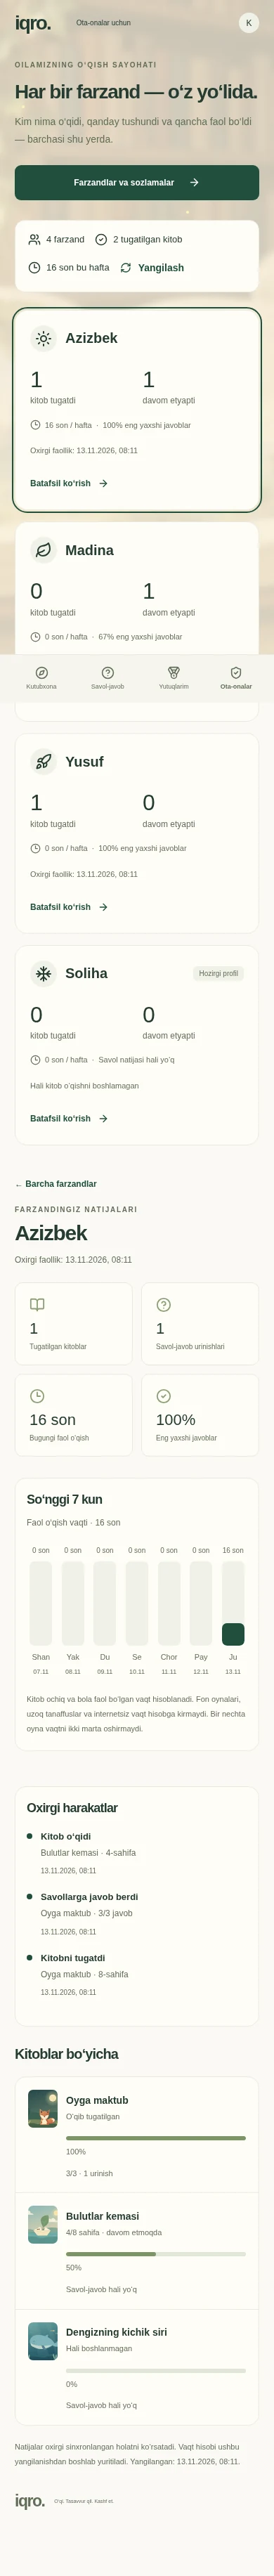 iqro.
Ota-onalar uchun
K
OILAMIZNING O‘QISH SAYOHATI
Har bir farzand — o‘z yo‘lida.
Kim nima o‘qidi, qanday tushundi va qancha faol bo‘ldi
— barchasi shu yerda.
Farzandlar va sozlamalar →
4 farzand 2 tugatilgan kitob
16 son bu hafta Yangilash
Azizbek
1 1
kitob tugatdi davom etyapti
16 son / hafta · 100% eng yaxshi javoblar
Oxirgi faollik: 13.11.2026, 08:11
Batafsil ko‘rish →
Madina
0 1
kitob tugatdi davom etyapti
0 son / hafta · 67% eng yaxshi javoblar
Kutubxona Savol-javob Yutuqlarim Ota-onalar
Yusuf
1 0
kitob tugatdi davom etyapti
0 son / hafta · 100% eng yaxshi javoblar
Oxirgi faollik: 13.11.2026, 08:11
Batafsil ko‘rish →
Soliha Hozirgi profil
0 0
kitob tugatdi davom etyapti
0 son / hafta · Savol natijasi hali yo‘q
Hali kitob o‘qishni boshlamagan
Batafsil ko‘rish →
← Barcha farzandlar
FARZANDINGIZ NATIJALARI
Azizbek
Oxirgi faollik: 13.11.2026, 08:11
1 1
Tugatilgan kitoblar Savol-javob urinishlari
16 son 100%
Bugungi faol o‘qish Eng yaxshi javoblar
So‘nggi 7 kun
Faol o‘qish vaqti · 16 son
0 son 0 son 0 son 0 son 0 son 0 son 16 son
Shan Yak Du Se Chor Pay Ju
07.11 08.11 09.11 10.11 11.11 12.11 13.11
Kitob ochiq va bola faol bo‘lgan vaqt hisoblanadi. Fon oynalari,
uzoq tanaffuslar va internetsiz vaqt hisobga kirmaydi. Bir nechta
oyna vaqtni ikki marta oshirmaydi.
Oxirgi harakatlar
Kitob o‘qidi
Bulutlar kemasi · 4-sahifa
13.11.2026, 08:11
Savollarga javob berdi
Oyga maktub · 3/3 javob
13.11.2026, 08:11
Kitobni tugatdi
Oyga maktub · 8-sahifa
13.11.2026, 08:11
Kitoblar bo‘yicha
Oyga maktub
O‘qib tugatilgan
100%
3/3 · 1 urinish
Bulutlar kemasi
4/8 sahifa · davom etmoqda
50%
Savol-javob hali yo‘q
Dengizning kichik siri
Hali boshlanmagan
0%
Savol-javob hali yo‘q
Natijalar oxirgi sinxronlangan holatni ko‘rsatadi. Vaqt hisobi ushbu
yangilanishdan boshlab yuritiladi. Yangilangan: 13.11.2026, 08:11.
iqro.
O‘qi. Tasavvur qil. Kashf et.